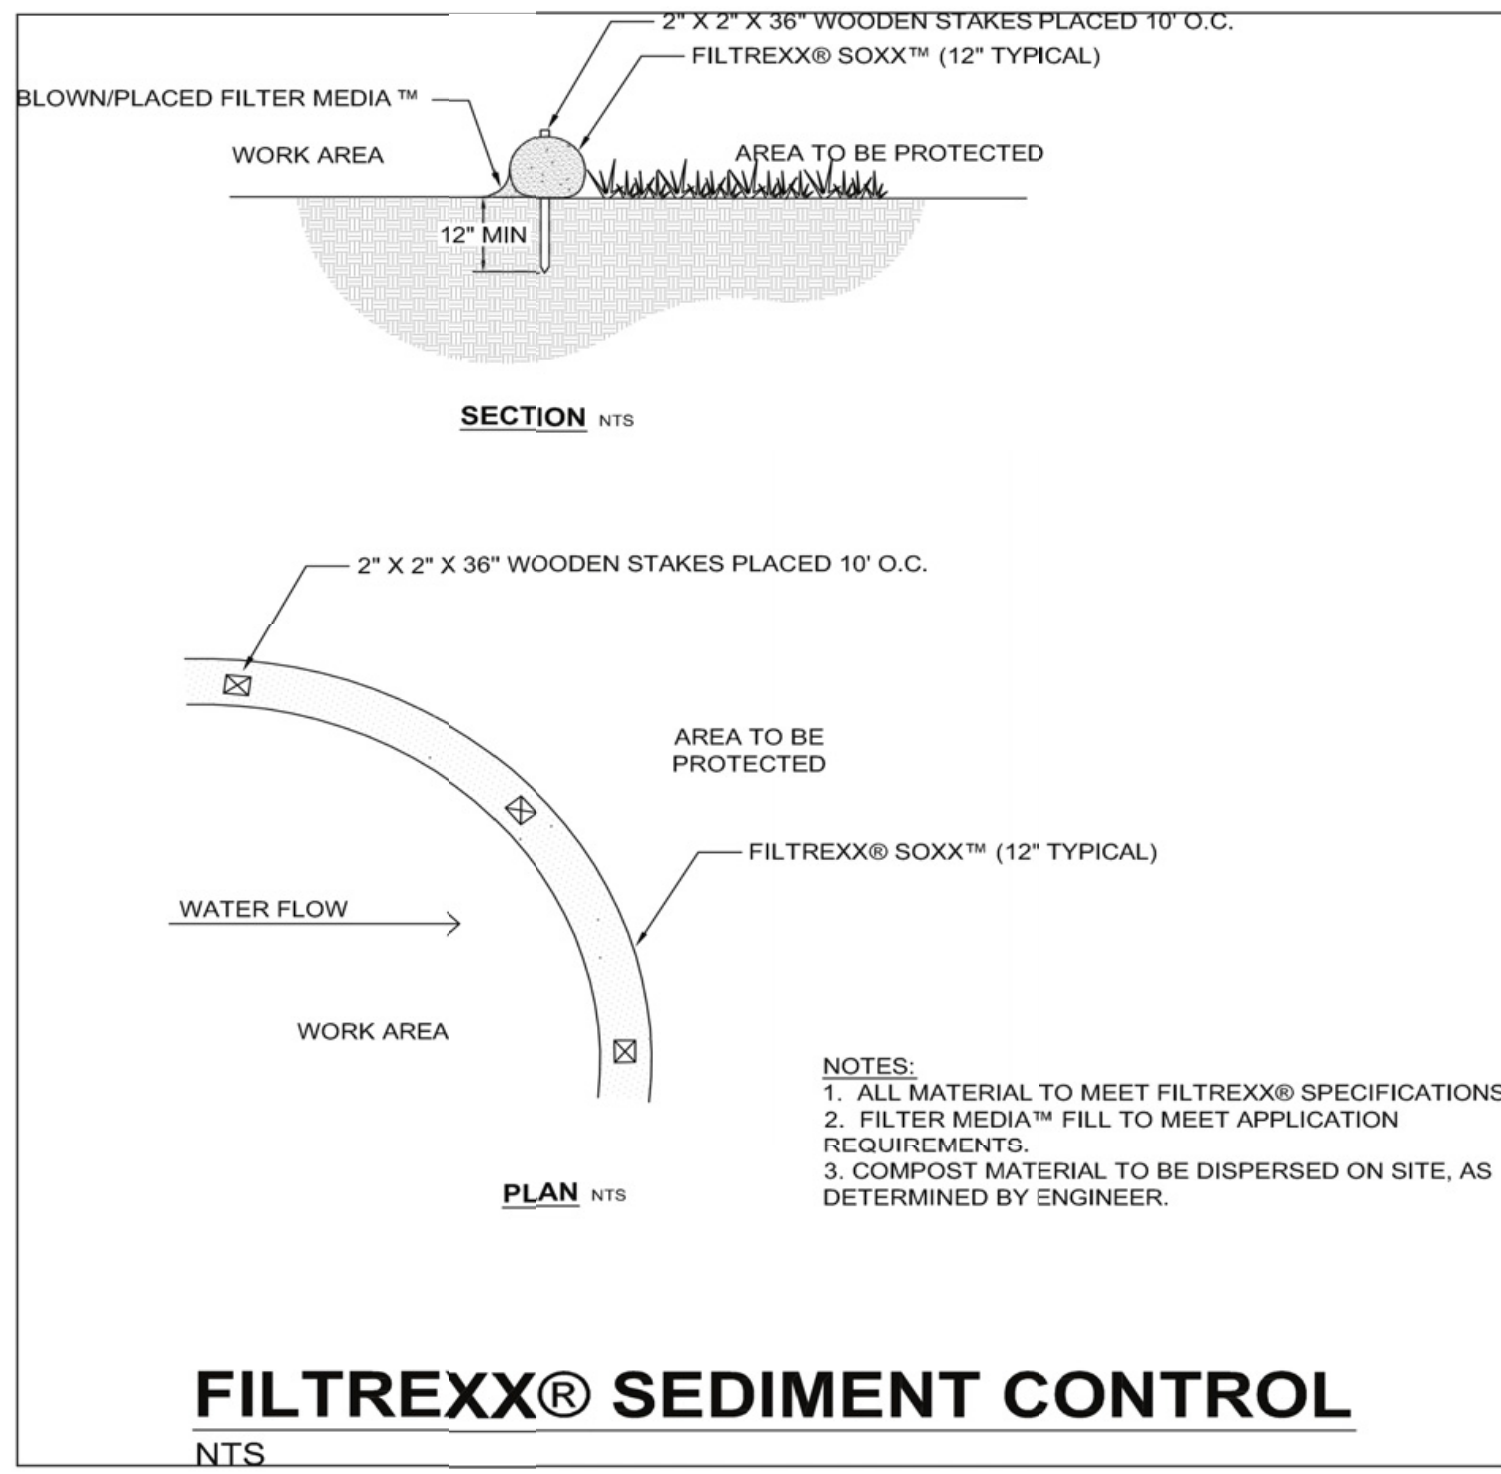 2" X 2" X 36" WOODEN STAKES PLACED 10' O.C.
FILTREXX® SOXX™ (12" TYPICAL)
BLOWN/PLACED FILTER MEDIA ™
WORK AREA
AREA TO BE PROTECTED
12" MIN
SECTION NTS
2" X 2" X 36" WOODEN STAKES PLACED 10' O.C.
AREA TO BE
PROTECTED
FILTREXX® SOXX™ (12" TYPICAL)
WATER FLOW
WORK AREA
NOTES:
1. ALL MATERIAL TO MEET FILTREXX® SPECIFICATIONS
2. FILTER MEDIA™ FILL TO MEET APPLICATION
REQUIREMENTS.
3. COMPOST MATERIAL TO BE DISPERSED ON SITE, AS
DETERMINED BY ENGINEER.
PLAN NTS
FILTREXX® SEDIMENT CONTROL
NTS